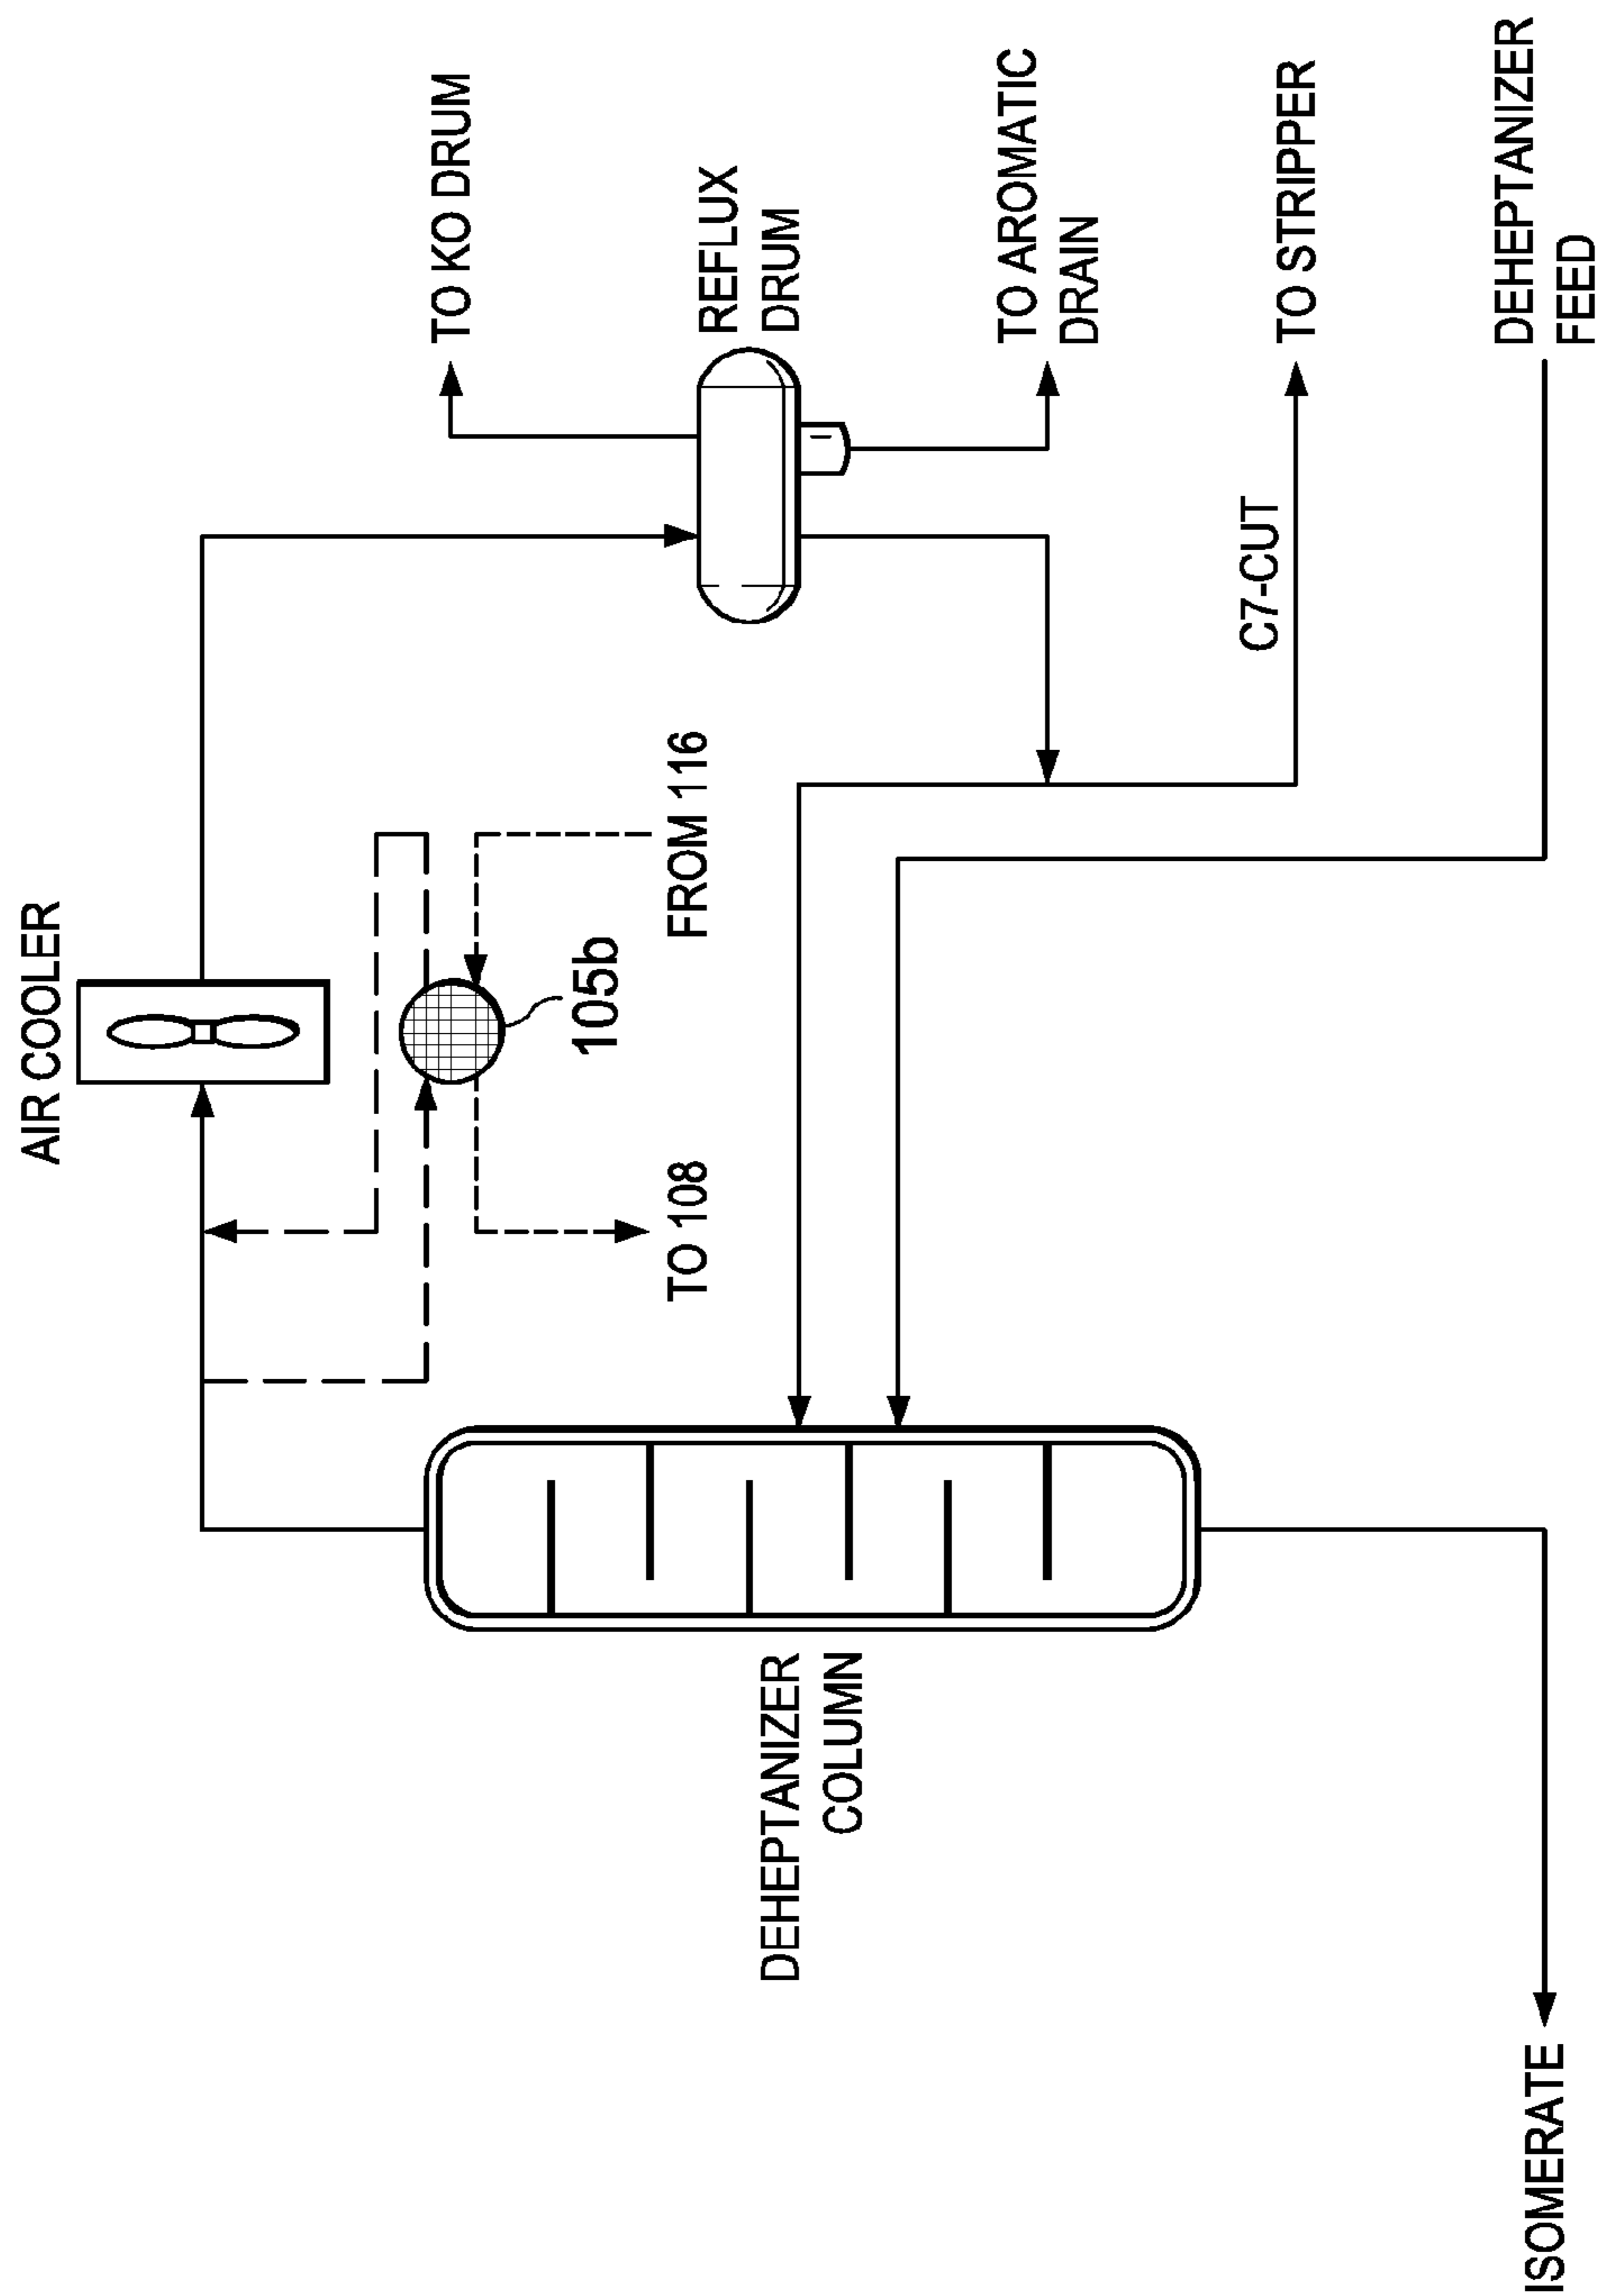 AIR COOLER
TO KO DRUM
REFLUX
DRUM
105b
FROM 116
TO 108
TO AROMATIC
DRAIN
C7-CUT
TO STRIPPER
DEHEPTANIZER
FEED
DEHEPTANIZER
COLUMN
ISOMERATE